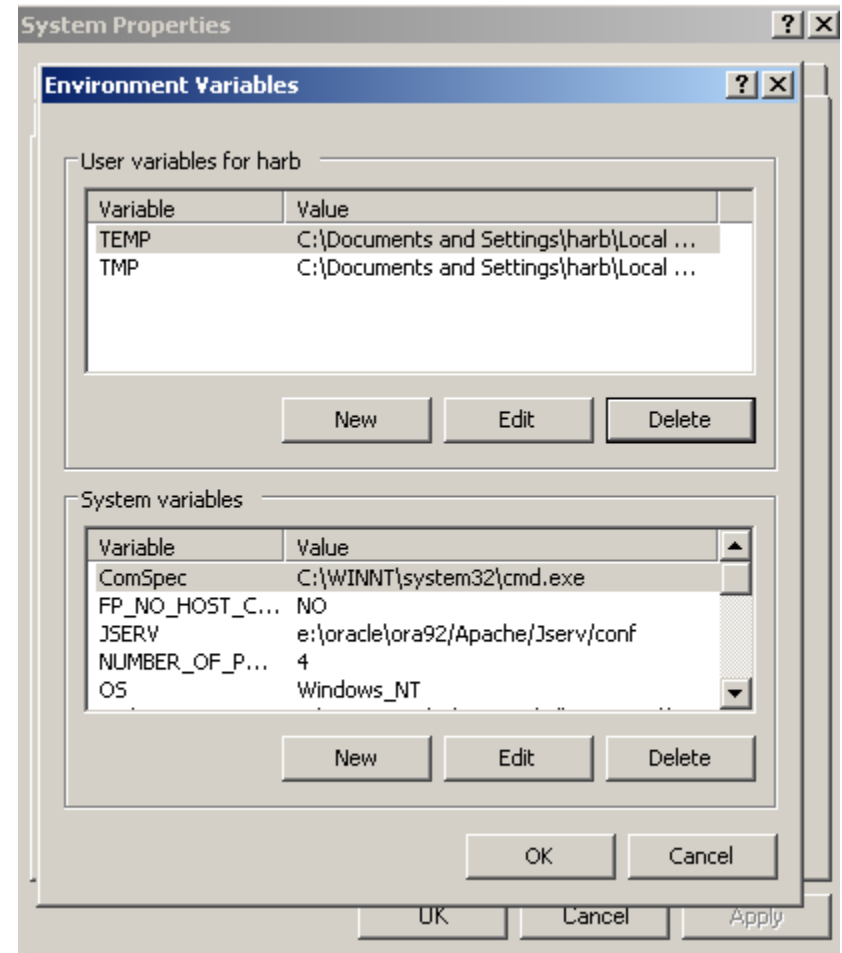 System Properties
Environment Variables
User variables for harb
Variable Value
TEMP C:\Documents and Settings\harb\Local ...
TMP C:\Documents and Settings\harb\Local ...
New Edit Delete
System variables
Variable Value
ComSpec C:\WINNT\system32\cmd.exe
FP_NO_HOST_C... NO
JSERV e:\oracle\ora92/Apache/Jserv/conf
NUMBER_OF_P... 4
OS Windows_NT
New Edit Delete
OK Cancel
OK Cancel Apply